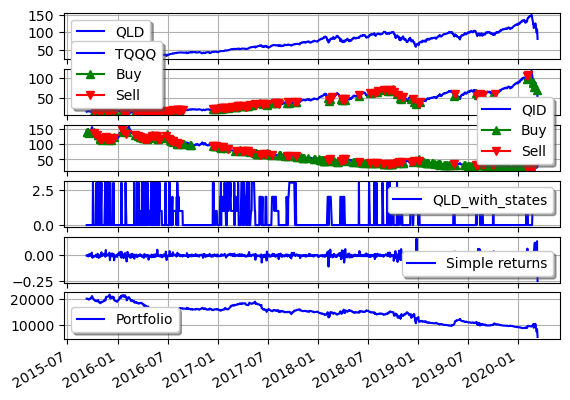 150
100
50
QLD
TQQQ
Buy
Sell
100
50
QID
Buy
Sell
150
100
50
2.5
0.0
QLD_with_states
0.00
−0.25
Simple returns
20000
10000
Portfolio
2015-07
2016-01
2016-07
2017-01
2017-07
2018-01
2018-07
2019-01
2019-07
2020-01